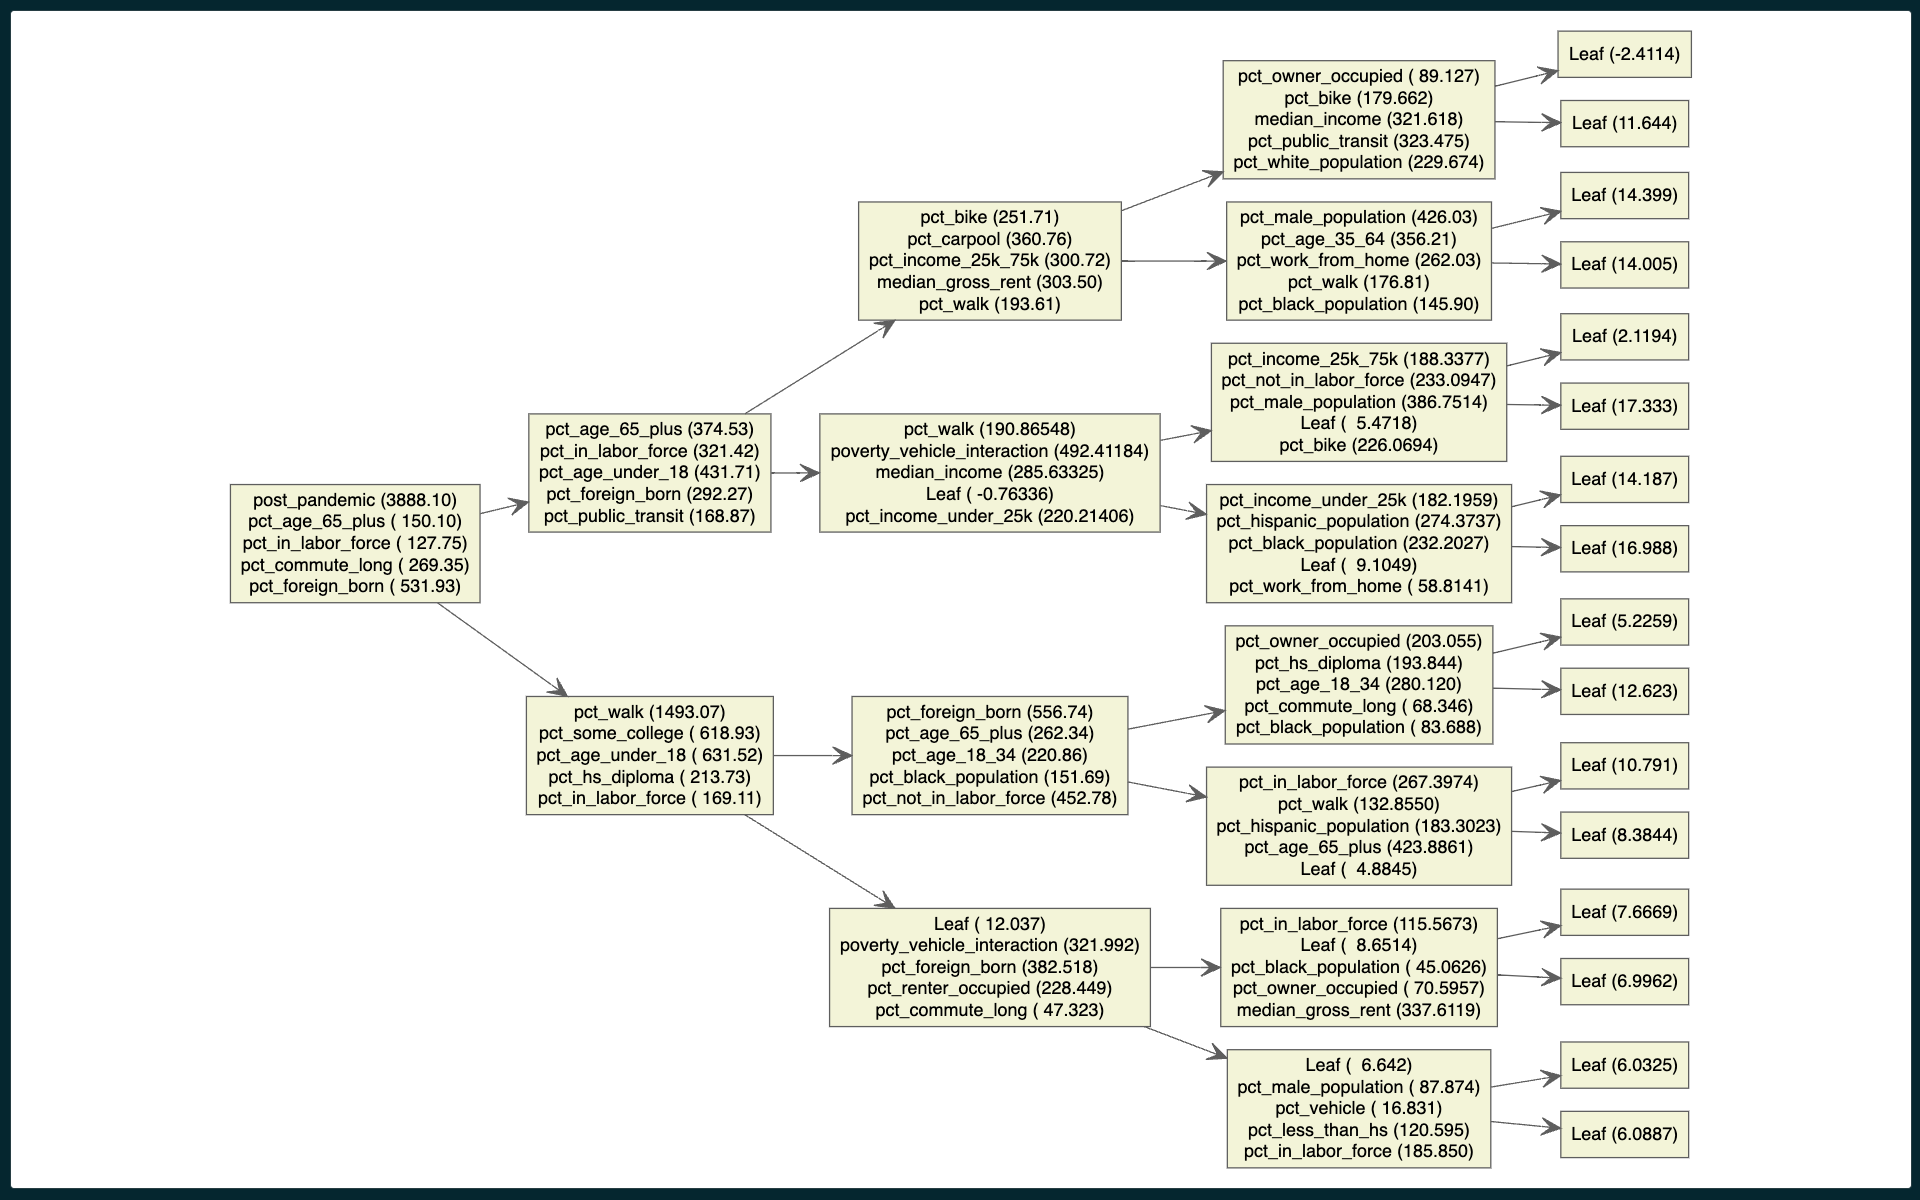 post_pandemic (3888.10)
pct_age_65_plus ( 150.10)
pct_in_labor_force ( 127.75)
pct_commute_long ( 269.35)
pct_foreign_born ( 531.93)
pct_age_65_plus (374.53)
pct_in_labor_force (321.42)
pct_age_under_18 (431.71)
pct_foreign_born (292.27)
pct_public_transit (168.87)
pct_walk (1493.07)
pct_some_college ( 618.93)
pct_age_under_18 ( 631.52)
pct_hs_diploma ( 213.73)
pct_in_labor_force ( 169.11)
pct_bike (251.71)
pct_carpool (360.76)
pct_income_25k_75k (300.72)
median_gross_rent (303.50)
pct_walk (193.61)
pct_walk (190.86548)
poverty_vehicle_interaction (492.41184)
median_income (285.63325)
Leaf ( -0.76336)
pct_income_under_25k (220.21406)
pct_foreign_born (556.74)
pct_age_65_plus (262.34)
pct_age_18_34 (220.86)
pct_black_population (151.69)
pct_not_in_labor_force (452.78)
Leaf ( 12.037)
poverty_vehicle_interaction (321.992)
pct_foreign_born (382.518)
pct_renter_occupied (228.449)
pct_commute_long ( 47.323)
pct_owner_occupied ( 89.127)
pct_bike (179.662)
median_income (321.618)
pct_public_transit (323.475)
pct_white_population (229.674)
pct_male_population (426.03)
pct_age_35_64 (356.21)
pct_work_from_home (262.03)
pct_walk (176.81)
pct_black_population (145.90)
pct_income_25k_75k (188.3377)
pct_not_in_labor_force (233.0947)
pct_male_population (386.7514)
Leaf (  5.4718)
pct_bike (226.0694)
pct_income_under_25k (182.1959)
pct_hispanic_population (274.3737)
pct_black_population (232.2027)
Leaf (  9.1049)
pct_work_from_home ( 58.8141)
pct_owner_occupied (203.055)
pct_hs_diploma (193.844)
pct_age_18_34 (280.120)
pct_commute_long ( 68.346)
pct_black_population ( 83.688)
pct_in_labor_force (267.3974)
pct_walk (132.8550)
pct_hispanic_population (183.3023)
pct_age_65_plus (423.8861)
Leaf (  4.8845)
pct_in_labor_force (115.5673)
Leaf (  8.6514)
pct_black_population ( 45.0626)
pct_owner_occupied ( 70.5957)
median_gross_rent (337.6119)
Leaf (  6.642)
pct_male_population ( 87.874)
pct_vehicle ( 16.831)
pct_less_than_hs (120.595)
pct_in_labor_force (185.850)
Leaf (-2.4114)
Leaf (11.644)
Leaf (14.399)
Leaf (14.005)
Leaf (2.1194)
Leaf (17.333)
Leaf (14.187)
Leaf (16.988)
Leaf (5.2259)
Leaf (12.623)
Leaf (10.791)
Leaf (8.3844)
Leaf (7.6669)
Leaf (6.9962)
Leaf (6.0325)
Leaf (6.0887)